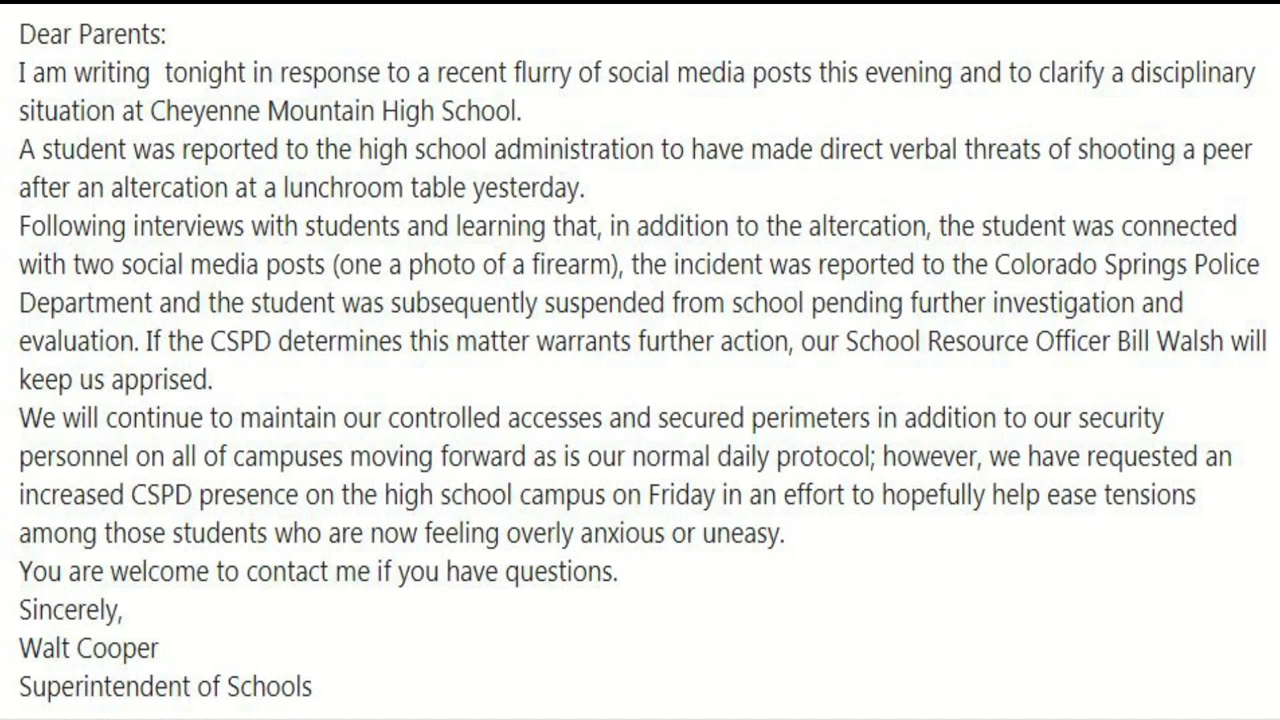 Dear Parents:
I am writing  tonight in response to a recent flurry of social media posts this evening and to clarify a disciplinary
situation at Cheyenne Mountain High School.
A student was reported to the high school administration to have made direct verbal threats of shooting a peer
after an altercation at a lunchroom table yesterday.
Following interviews with students and learning that, in addition to the altercation, the student was connected
with two social media posts (one a photo of a firearm), the incident was reported to the Colorado Springs Police
Department and the student was subsequently suspended from school pending further investigation and
evaluation. If the CSPD determines this matter warrants further action, our School Resource Officer Bill Walsh will
keep us apprised.
We will continue to maintain our controlled accesses and secured perimeters in addition to our security
personnel on all of campuses moving forward as is our normal daily protocol; however, we have requested an
increased CSPD presence on the high school campus on Friday in an effort to hopefully help ease tensions
among those students who are now feeling overly anxious or uneasy.
You are welcome to contact me if you have questions.
Sincerely,
Walt Cooper
Superintendent of Schools